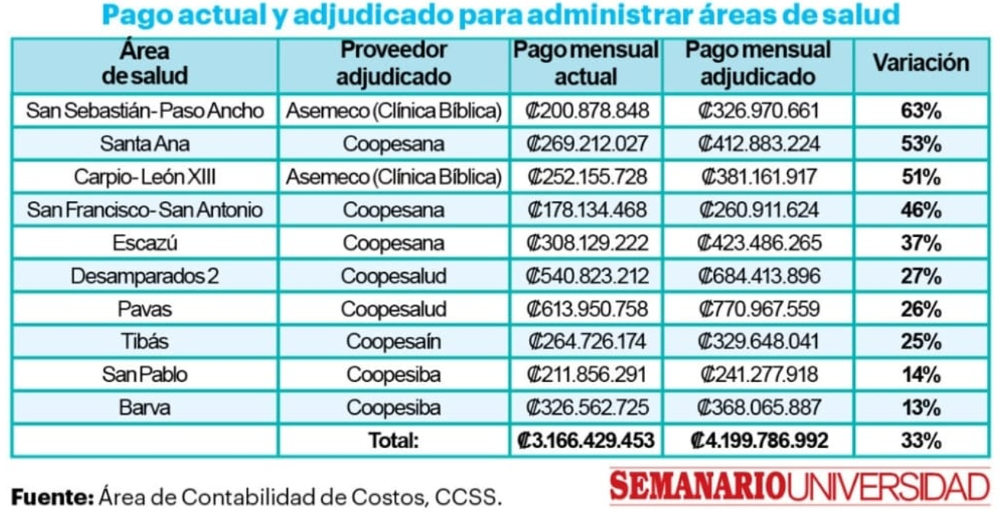 Pago actual y adjudicado para administrar áreas de salud
Área de salud Proveedor adjudicado Pago mensual actual Pago mensual adjudicado Variación
San Sebastián-Paso Ancho Asemeco (Clínica Bíblica) ₡200.878.848 ₡326.970.661 63%
Santa Ana Coopesana ₡269.212.027 ₡412.883.224 53%
Carpio-León XIII Asemeco (Clínica Bíblica) ₡252.155.728 ₡381.161.917 51%
San Francisco-San Antonio Coopesana ₡178.134.468 ₡260.911.624 46%
Escazú Coopesana ₡308.129.222 ₡423.486.265 37%
Desamparados 2 Coopesalud ₡540.823.212 ₡684.413.896 27%
Pavas Coopesalud ₡613.950.758 ₡770.967.559 26%
Tibás Coopesaín ₡264.726.174 ₡329.648.041 25%
San Pablo Coopesiba ₡211.856.291 ₡241.277.918 14%
Barva Coopesiba ₡326.562.725 ₡368.065.887 13%
Total: ₡3.166.429.453 ₡4.199.786.992 33%
Fuente: Área de Contabilidad de Costos, CCSS.
SEMANARIO UNIVERSIDAD